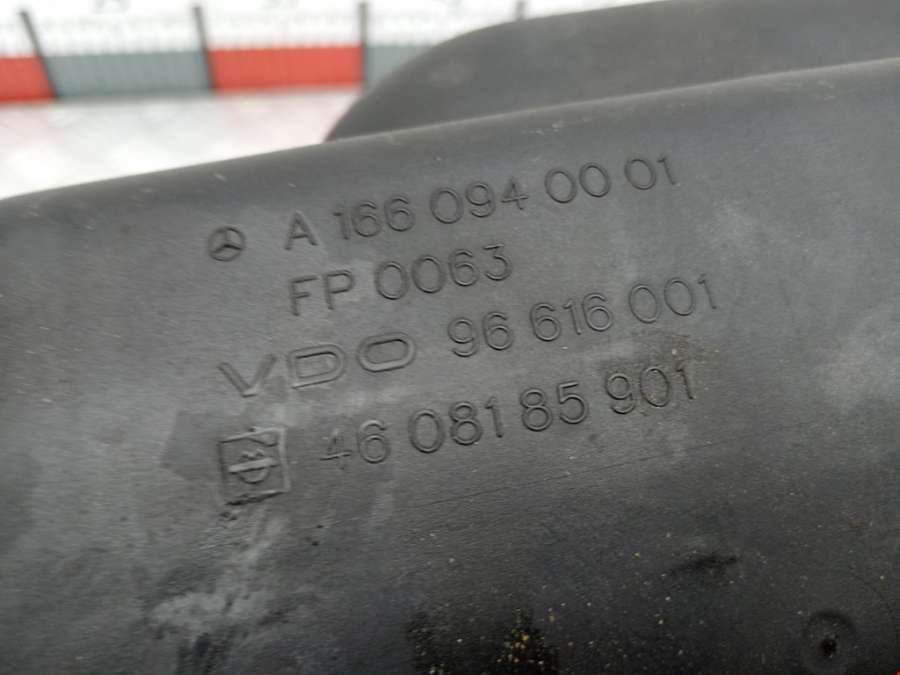 A 166 094 00 01
FP 0063
VDO 96 616 001
46 081 85 901